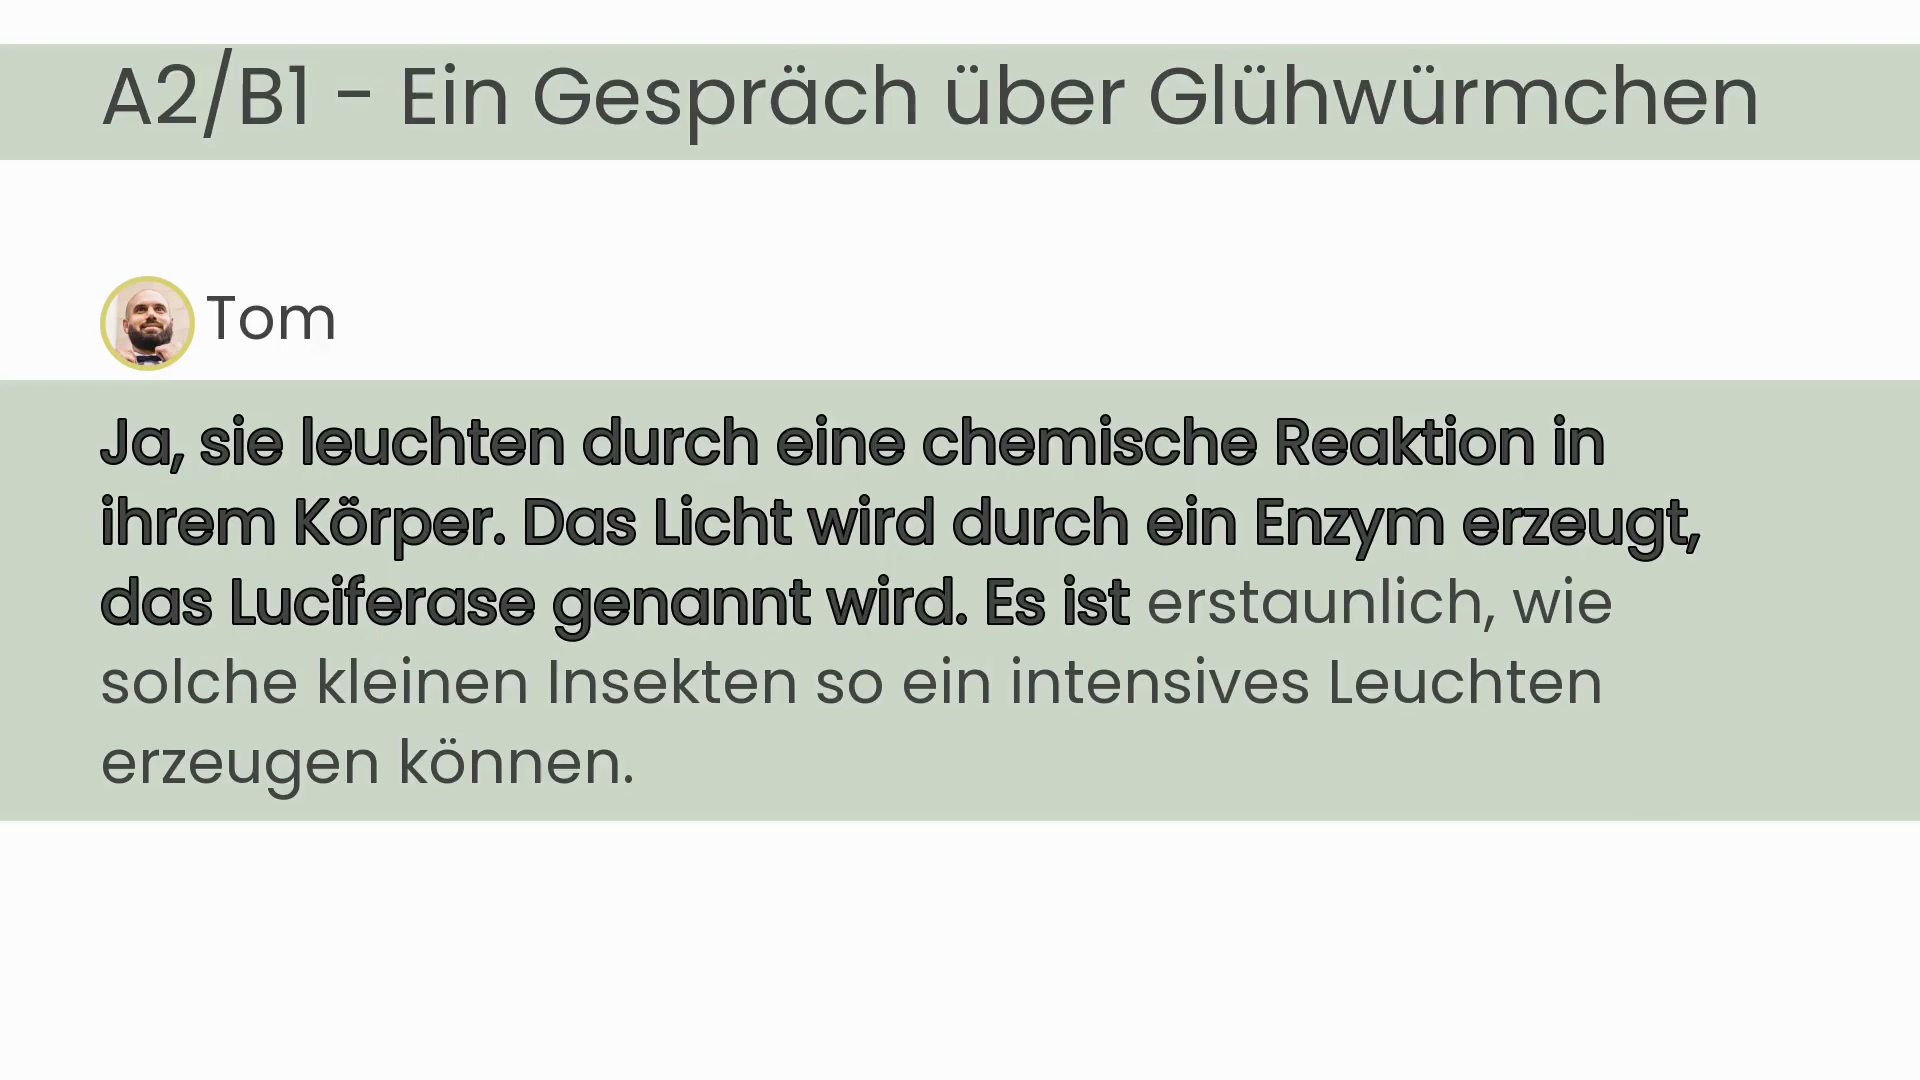 A2/B1 - Ein Gespräch über Glühwürmchen
Tom
Ja, sie leuchten durch eine chemische Reaktion in
ihrem Körper. Das Licht wird durch ein Enzym erzeugt,
das Luciferase genannt wird. Es ist erstaunlich, wie
solche kleinen Insekten so ein intensives Leuchten
erzeugen können.